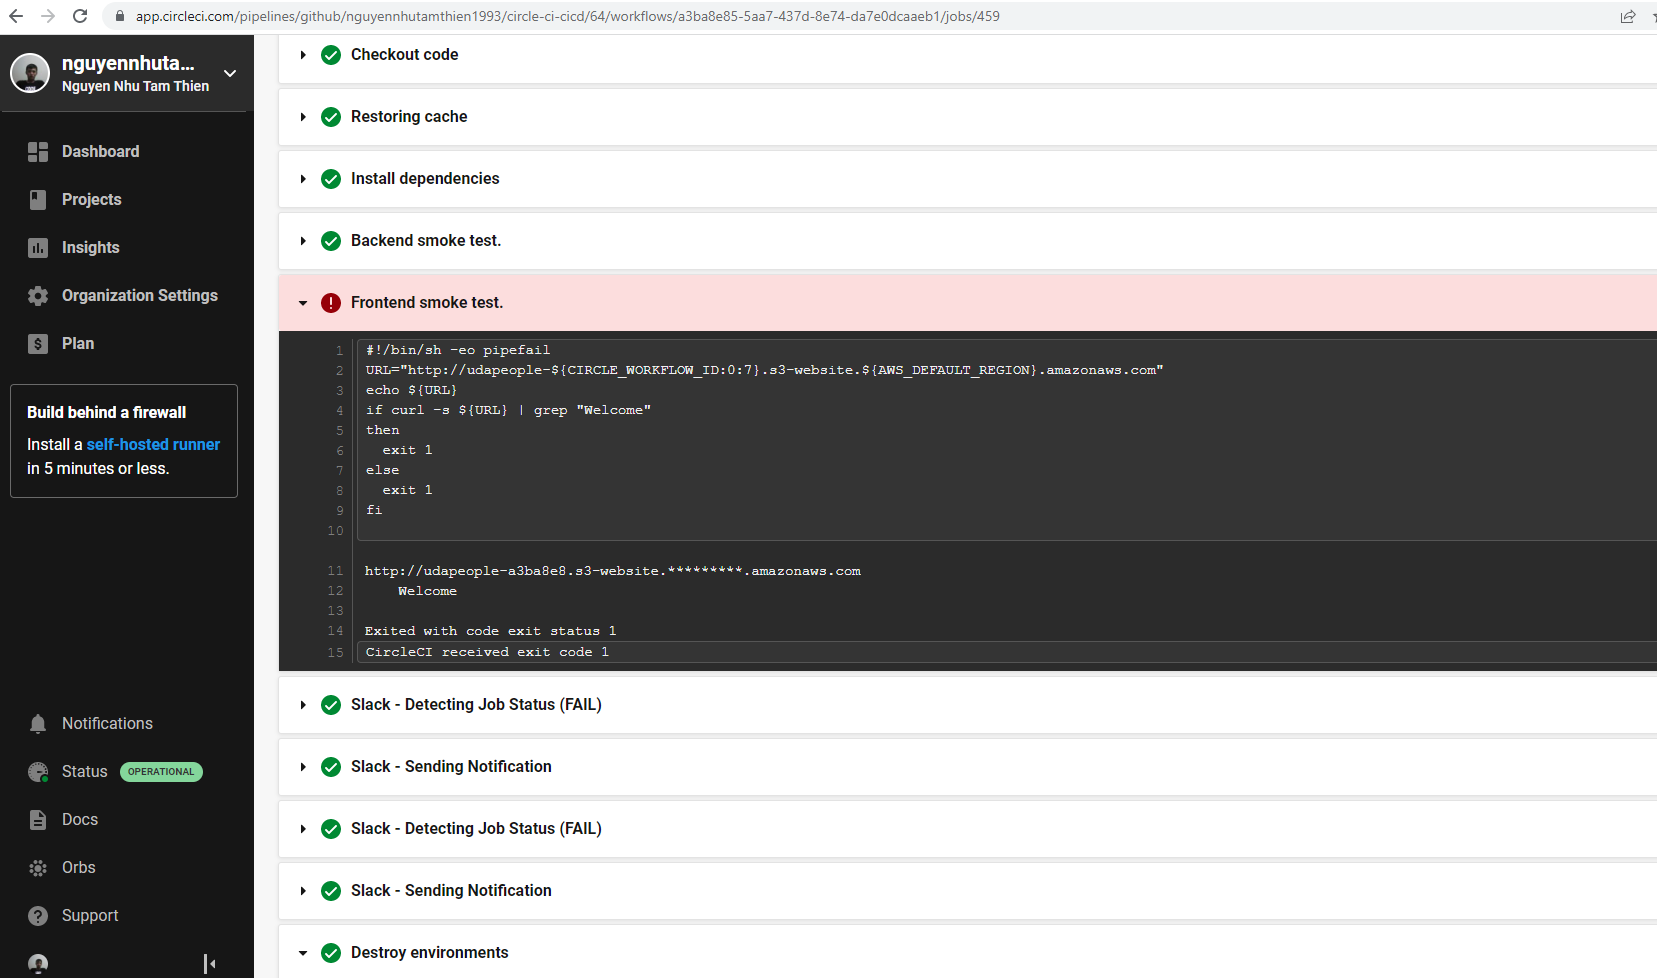 app.circleci.com/pipelines/github/nguyennhutamthien1993/circle-ci-cicd/64/workflows/a3ba8e85-5aa7-437d-8e74-da7e0dcaaeb1/jobs/459
nguyennhuta...
Nguyen Nhu Tam Thien
Dashboard
Projects
Insights
Organization Settings
Plan
Build behind a firewall
Install a self-hosted runner
in 5 minutes or less.
Notifications
Status OPERATIONAL
Docs
Orbs
Support
Checkout code
Restoring cache
Install dependencies
Backend smoke test.
Frontend smoke test.
1 #!/bin/sh -eo pipefail
2 URL="http://udapeople-${CIRCLE_WORKFLOW_ID:0:7}.s3-website.${AWS_DEFAULT_REGION}.amazonaws.com"
3 echo ${URL}
4 if curl -s ${URL} | grep "Welcome"
5 then
6 exit 1
7 else
8 exit 1
9 fi
10
11 http://udapeople-a3ba8e8.s3-website.*********.amazonaws.com
12 Welcome
13
14 Exited with code exit status 1
15 CircleCI received exit code 1
Slack - Detecting Job Status (FAIL)
Slack - Sending Notification
Slack - Detecting Job Status (FAIL)
Slack - Sending Notification
Destroy environments